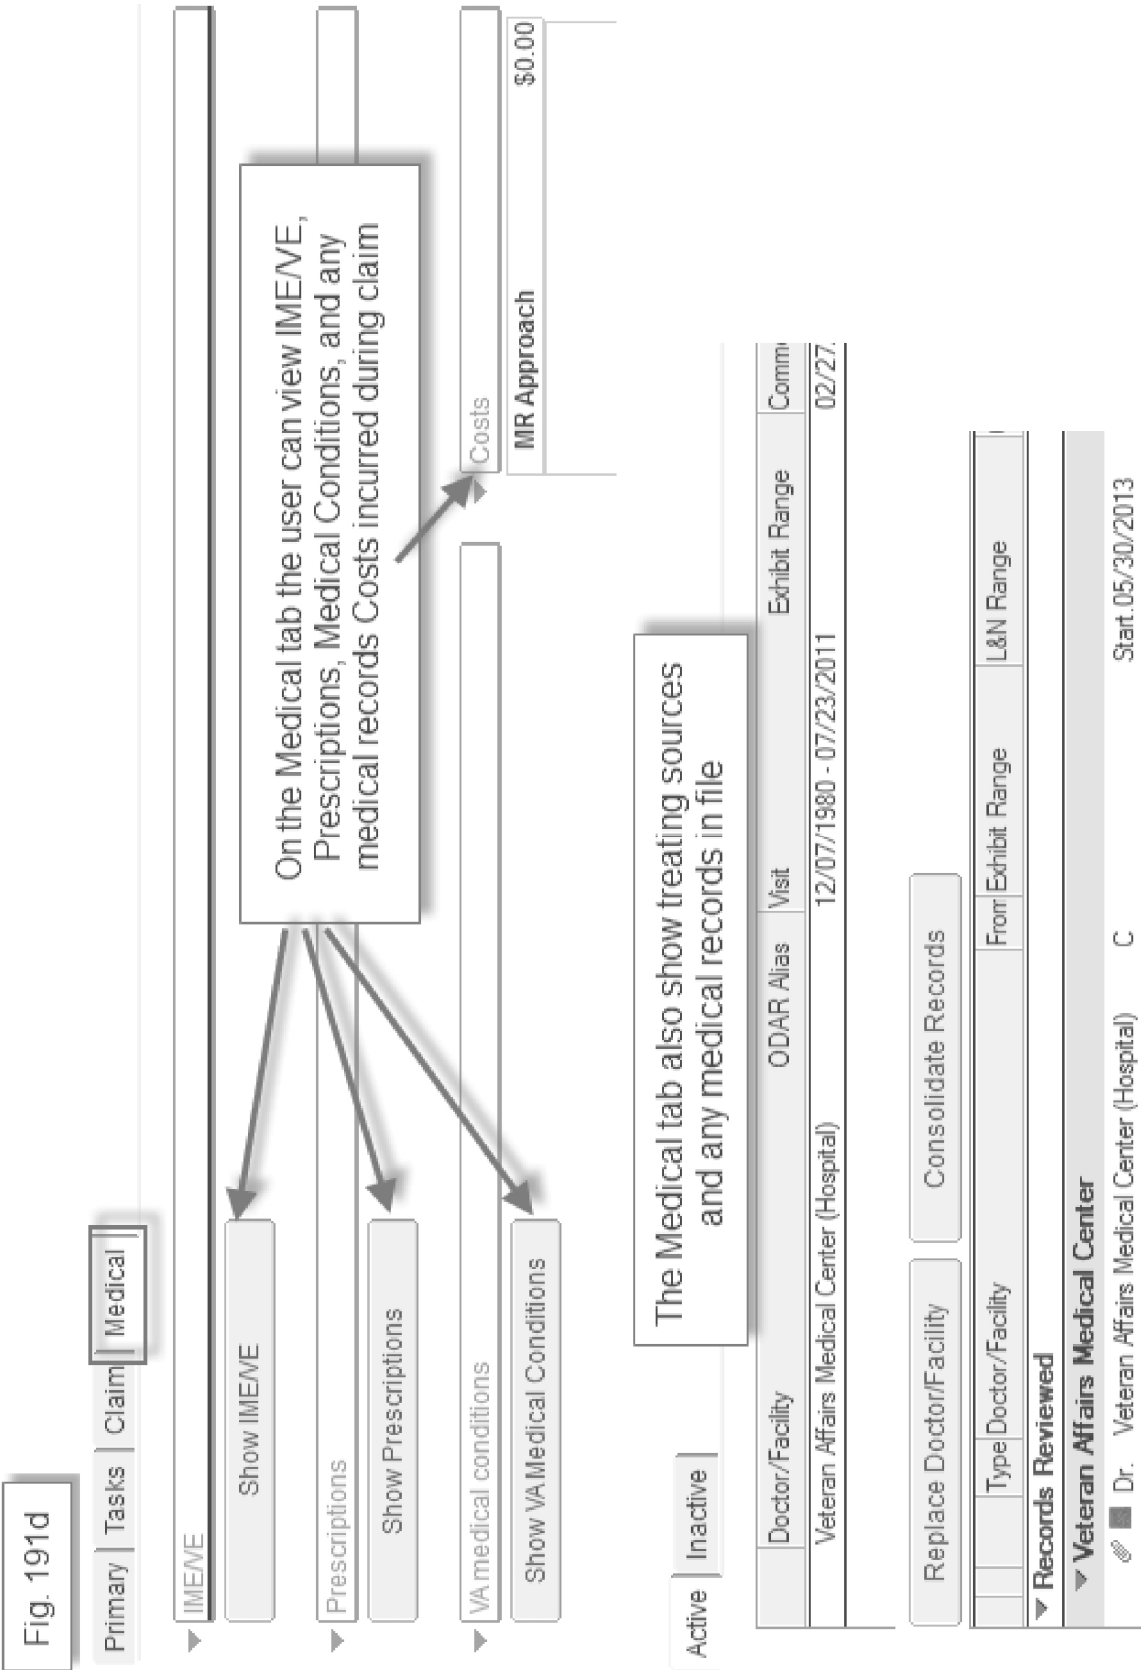 Fig. 191d
Primary Tasks Claim Medical
IME/VE
Show IME/VE
On the Medical tab the user can view IME/VE,
Prescriptions, Medical Conditions, and any
medical records Costs incurred during claim
Prescriptions
Show Prescriptions
VA medical conditions
Costs
Show VA Medical Conditions
MR Approach $0.00
The Medical tab also show treating sources
and any medical records in file
Active Inactive
Doctor/Facility ODAR Alias Visit Exhibit Range Comm
Veteran Affairs Medical Center (Hospital) 12/07/1980 - 07/23/2011 02/27
Replace Doctor/Facility Consolidate Records
Type Doctor/Facility From Exhibit Range L&N Range
Records Reviewed
Veteran Affairs Medical Center
Dr. Veteran Affairs Medical Center (Hospital) C Start.05/30/2013